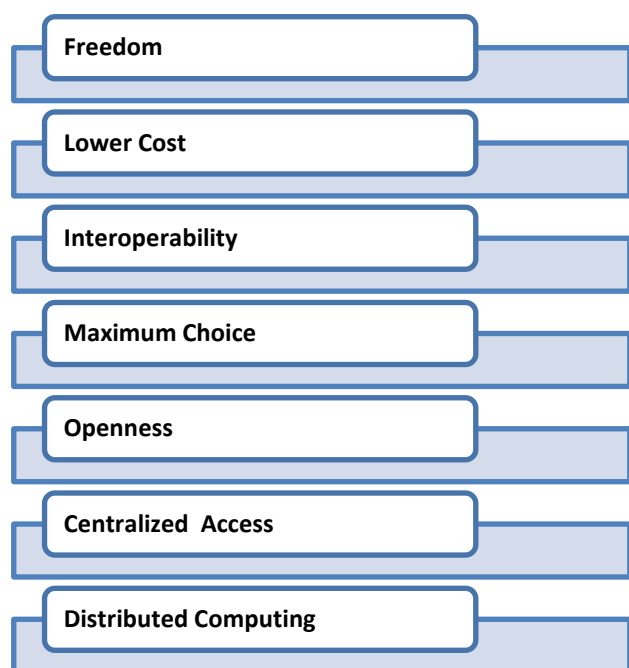 Freedom
Lower Cost
Interoperability
Maximum Choice
Openness
Centralized  Access
Distributed Computing